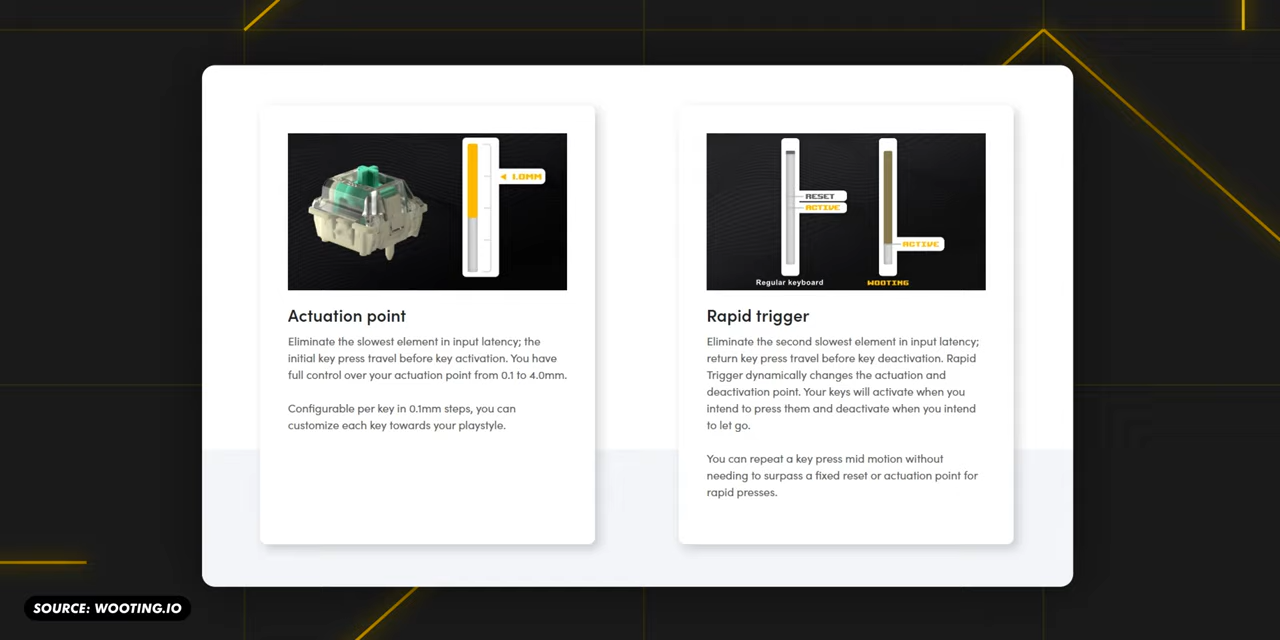 1.0MM
Actuation point
Eliminate the slowest element in input latency; the
initial key press travel before key activation. You have
full control over your actuation point from 0.1 to 4.0mm.
Configurable per key in 0.1mm steps, you can
customize each key towards your playstyle.
RESET
ACTIVE
ACTIVE
Regular keyboard
WOOTING
Rapid trigger
Eliminate the second slowest element in input latency;
return key press travel before key deactivation. Rapid
Trigger dynamically changes the actuation and
deactivation point. Your keys will activate when you
intend to press them and deactivate when you intend
to let go.
You can repeat a key press mid motion without
needing to surpass a fixed reset or actuation point for
rapid presses.
SOURCE: WOOTING.IO